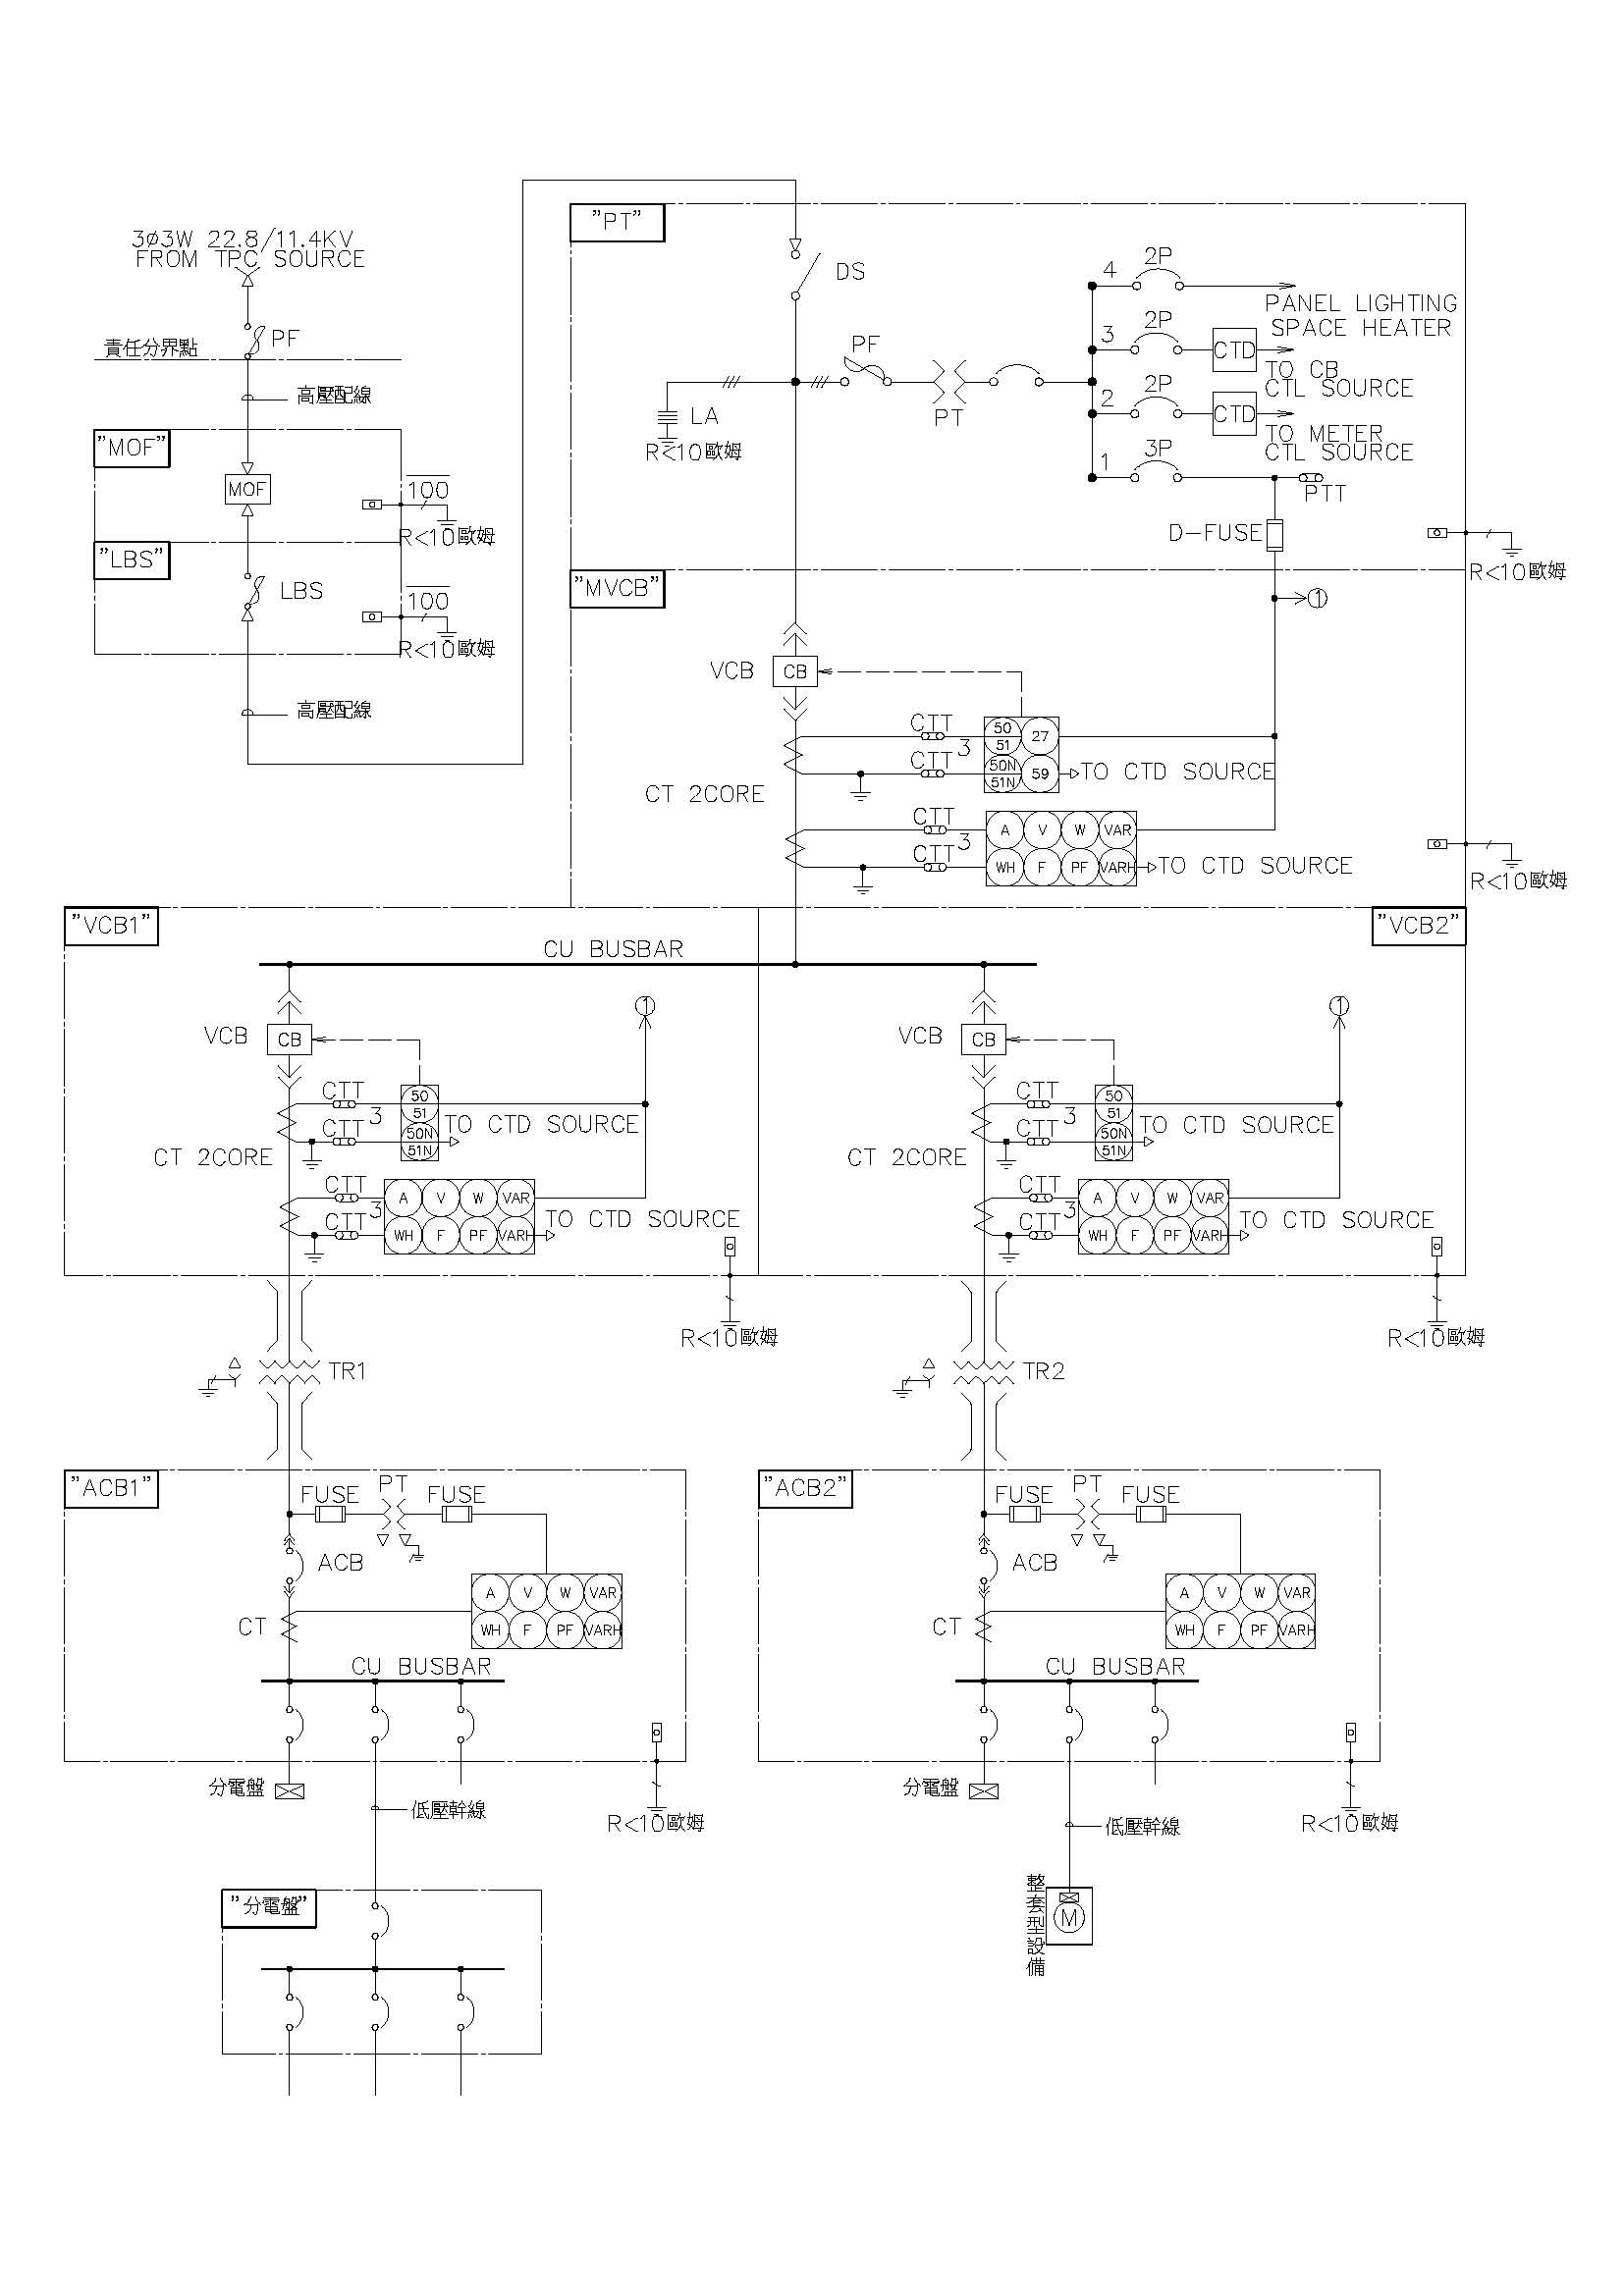 3ø3W 22.8/11.4KV
FROM TPC SOURCE
PF
責任分界點
高壓配線
"MOF"
MOF
100
R<10歐姆
"LBS"
LBS
100
R<10歐姆
高壓配線
"PT"
DS
PF
PT
LA
R<10歐姆
4
2P
PANEL LIGHTING
SPACE HEATER
3
2P
CTD
TO CB
CTL SOURCE
2
2P
CTD
TO METER
CTL SOURCE
1
3P
PTT
D-FUSE
R<10歐姆
"MVCB"
1
VCB
CB
CTT
3
CTT
50
51
27
50N
51N
59
TO CTD SOURCE
CT 2CORE
CTT
3
CTT
A
V
W
VAR
WH
F
PF
VARH
TO CTD SOURCE
R<10歐姆
"VCB1"
"VCB2"
CU BUSBAR
1
VCB
CB
CTT
3
CTT
50
51
50N
51N
TO CTD SOURCE
CT 2CORE
CTT
3
CTT
A
V
W
VAR
WH
F
PF
VARH
TO CTD SOURCE
R<10歐姆
1
VCB
CB
CTT
3
CTT
50
51
50N
51N
TO CTD SOURCE
CT 2CORE
CTT
3
CTT
A
V
W
VAR
WH
F
PF
VARH
TO CTD SOURCE
R<10歐姆
TR1
TR2
"ACB1"
FUSE
PT
FUSE
ACB
A
V
W
VAR
WH
F
PF
VARH
CT
CU BUSBAR
分電盤
低壓幹線
R<10歐姆
"ACB2"
FUSE
PT
FUSE
ACB
A
V
W
VAR
WH
F
PF
VARH
CT
CU BUSBAR
分電盤
低壓幹線
R<10歐姆
"分電盤"
整套型設備
M